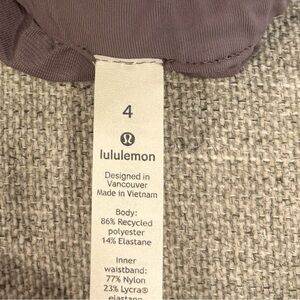 4
lululemon
Designed in
Vancouver
Made in Vietnam
Body:
86% Recycled
polyester
14% Elastane
Inner
waistband:
77% Nylon
23% Lycra®
elastane